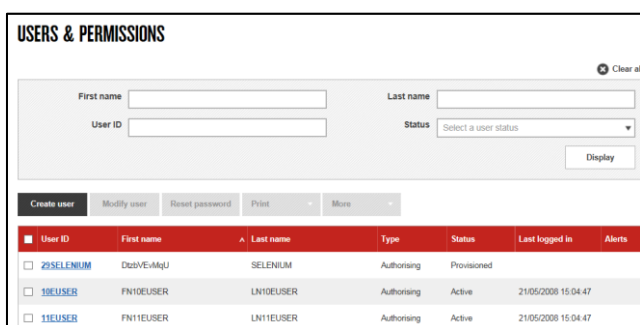 USERS & PERMISSIONS
Clear al
First name
Last name
User ID
Status
Select a user status
Display
Create user
Modify user
Reset password
Print
More
User ID First name Last name Type Status Last logged in Alerts
29SELENIUM DtzbVEvMqU SELENIUM Authorising Provisioned
10EUSER FN10EUSER LN10EUSER Authorising Active 21/05/2008 15:04:47
11EUSER FN11EUSER LN11EUSER Authorising Active 21/05/2008 15:04:47